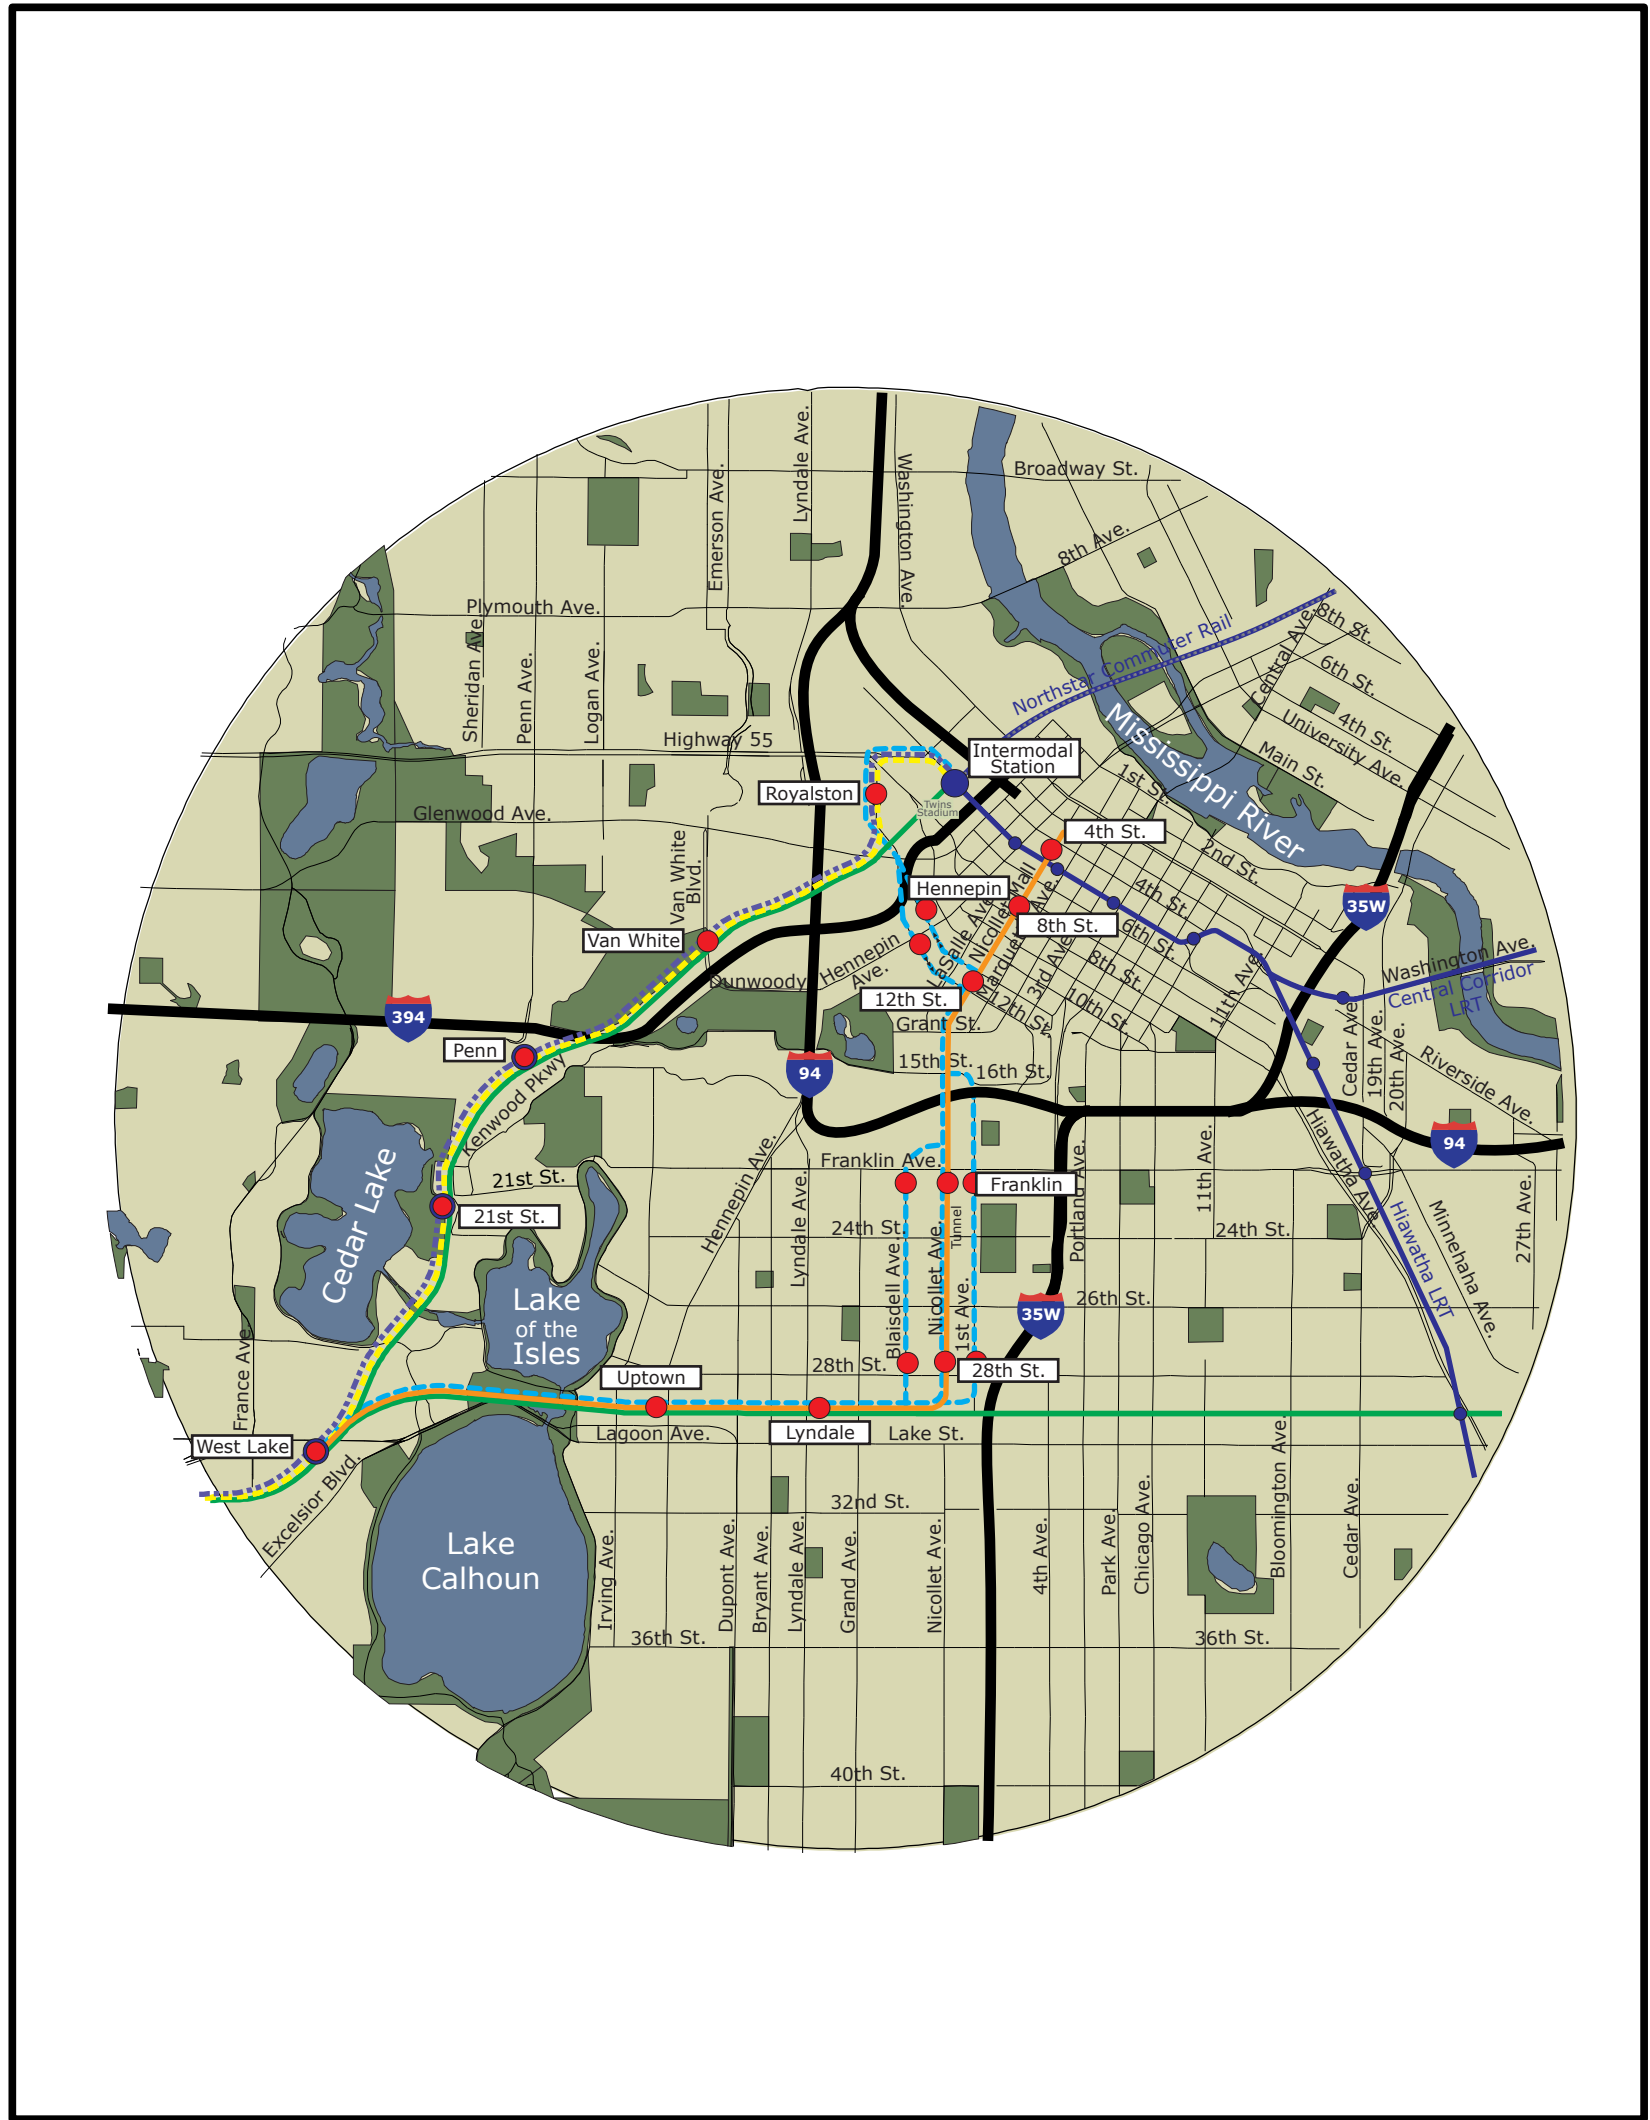 Broadway St.
Lyndale Ave.
Washington Ave.
Emerson Ave.
8th Ave.
Plymouth Ave.
Sheridan Ave.
Penn Ave.
Logan Ave.
Northstar Commuter Rail
Central Ave.
8th St.
6th St.
4th St.
University Ave.
Main St.
Mississippi River
Highway 55
Intermodal
Station
Royalston
Twins
Stadium
1st St.
Glenwood Ave.
4th St.
2nd St.
Van White
Blvd.
Hennepin
Nicollet Mall
4th St.
35W
LaSalle Ave.
Marquette Ave.
8th St.
6th St.
Van White
Hennepin
Ave.
3rd Ave.
8th St.
11th Ave.
Washington Ave.
Central Corridor
LRT
Dunwoody
12th St.
12th St.
10th St.
394
Grant St.
Penn
Kenwood Pkwy
94
15th St.
16th St.
Cedar Ave.
19th Ave.
20th Ave.
Riverside Ave.
94
Hiawatha Ave.
Cedar Lake
21st St.
21st St.
Hennepin Ave.
Franklin Ave.
Franklin
Portland Ave.
11th Ave.
Lyndale Ave.
24th St.
Tunnel
24th St.
Hiawatha LRT
Minnehaha Ave.
27th Ave.
Blaisdell Ave.
Nicollet Ave.
1st Ave.
Lake
of the
Isles
26th St.
35W
France Ave.
Uptown
28th St.
28th St.
West Lake
Excelsior Blvd.
Lagoon Ave.
Lyndale
Lake St.
32nd St.
Lake
Calhoun
Irving Ave.
Dupont Ave.
Bryant Ave.
Lyndale Ave.
Grand Ave.
Nicollet Ave.
4th Ave.
Park Ave.
Chicago Ave.
Bloomington Ave.
Cedar Ave.
36th St.
36th St.
40th St.